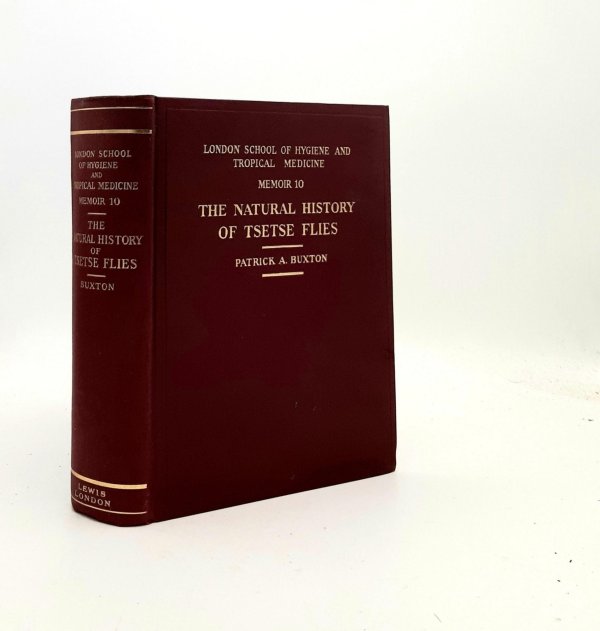 LONDON SCHOOL
OF HYGIENE
AND
TROPICAL MEDICINE
MEMOIR 10
THE
NATURAL HISTORY
OF
TSETSE FLIES
BUXTON
LEWIS
LONDON
LONDON SCHOOL OF HYGIENE AND
TROPICAL MEDICINE
MEMOIR 10
THE NATURAL HISTORY
OF TSETSE FLIES
PATRICK A. BUXTON